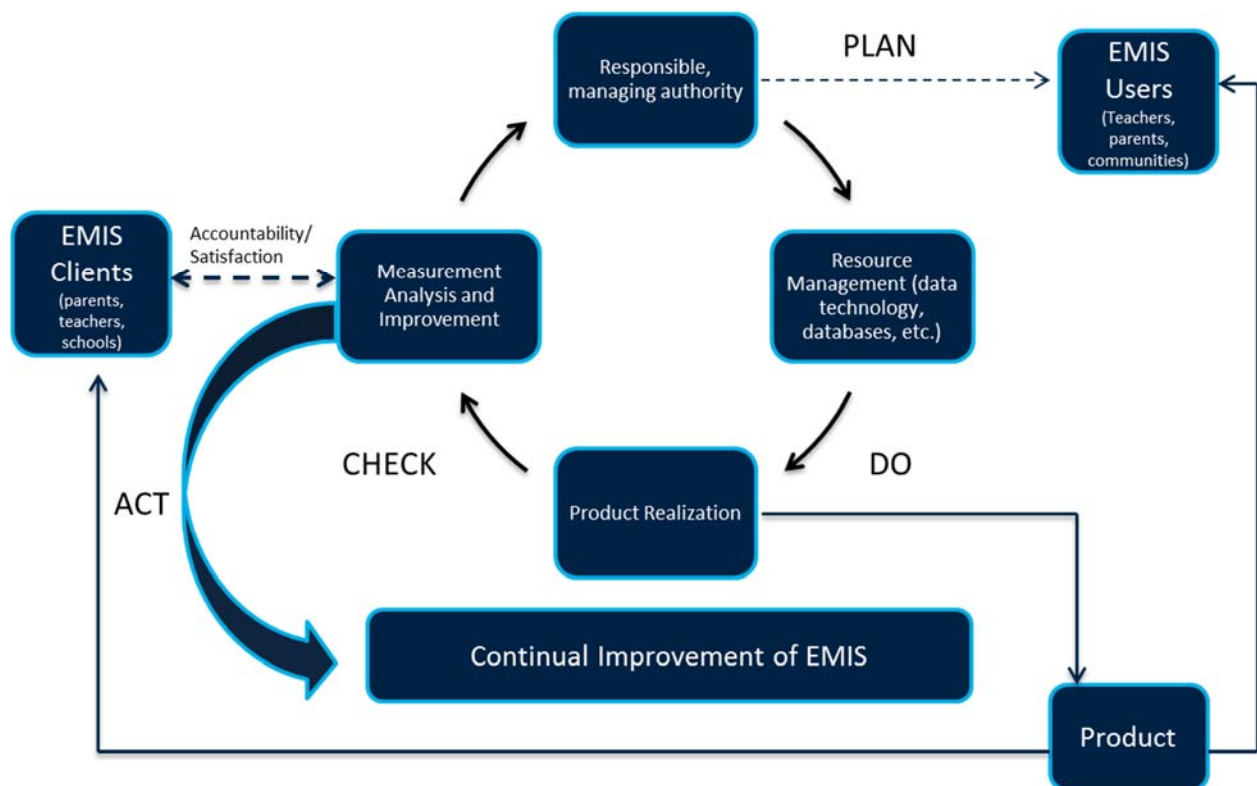 PLAN
Responsible,
managing authority
EMIS
Users
(Teachers,
parents,
communities)
EMIS
Clients
(parents,
teachers,
schools)
Accountability/
Satisfaction
Measurement
Analysis and
Improvement
Resource
Management (data
technology,
databases, etc.)
CHECK
DO
ACT
Product Realization
Continual Improvement of EMIS
Product